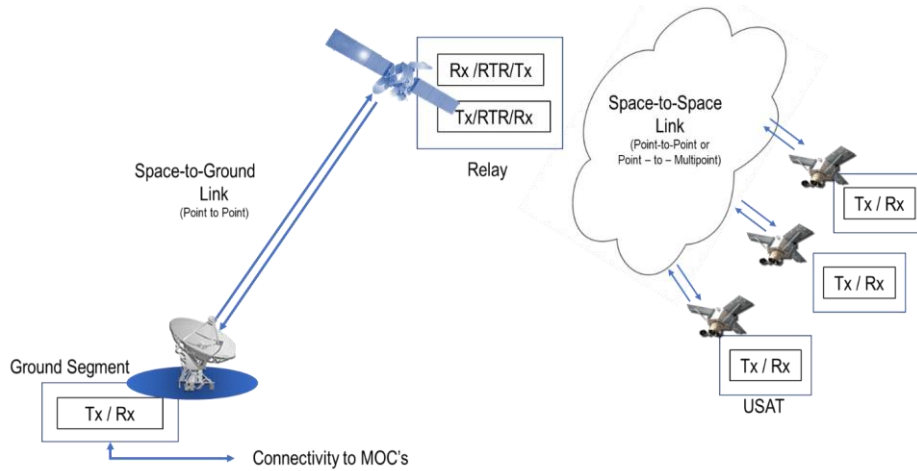 Rx /RTR/Tx
Tx/RTR/Rx
Relay
Space-to-Space
Link
(Point-to-Point or
Point – to – Multipoint)
Space-to-Ground
Link
(Point to Point)
Tx / Rx
Tx / Rx
Tx / Rx
USAT
Ground Segment
Tx / Rx
Connectivity to MOC's